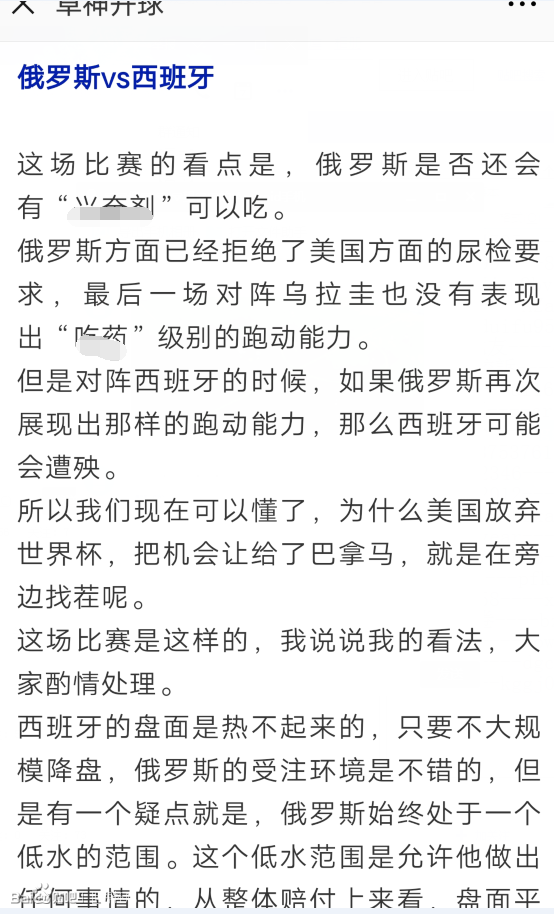 草神开球
俄罗斯vs西班牙
这场比赛的看点是，俄罗斯是否还会
有“兴奋剂”可以吃。
俄罗斯方面已经拒绝了美国方面的尿检要
求，最后一场对阵乌拉圭也没有表现
出“吃药”级别的跑动能力。
但是对阵西班牙的时候，如果俄罗斯再次
展现出那样的跑动能力，那么西班牙可能
会遭殃。
所以我们现在可以懂了，为什么美国放弃
世界杯，把机会让给了巴拿马，就是在旁
边找茬呢。
这场比赛是这样的，我说说我的看法，大
家酌情处理。
西班牙的盘面是热不起来的，只要不大规
模降盘，俄罗斯的受注环境是不错的，但
是有一个疑点就是，俄罗斯始终处于一个
低水的范围。这个低水范围是允许他做出
任何事情的，从整体赔付上来看，盘面平